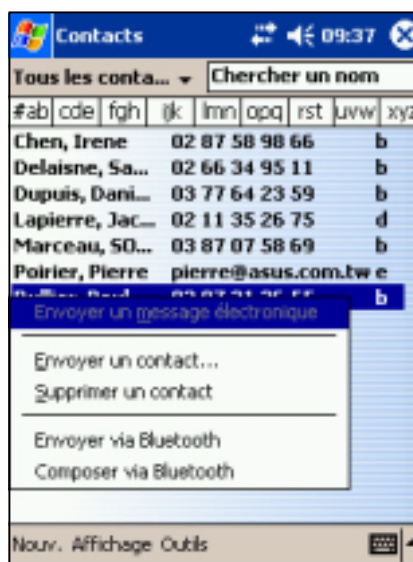 Contacts 09:37
Tous les conta... Chercher un nom
#ab cde fgh ijk lmn opq rst uvw xyz
Chen, Irene 02 87 58 98 66 b
Delaisne, Sa... 02 66 34 95 11 b
Dupuis, Dani... 03 77 64 23 59 b
Lapierre, Jac... 02 11 35 26 75 d
Marceau, SO... 03 87 07 58 69 b
Poirier, Pierre pierre@asus.com.tw e
b
Envoyer un message électronique
Envoyer un contact...
Supprimer un contact
Envoyer via Bluetooth
Composer via Bluetooth
Nouv. Affichage Outils